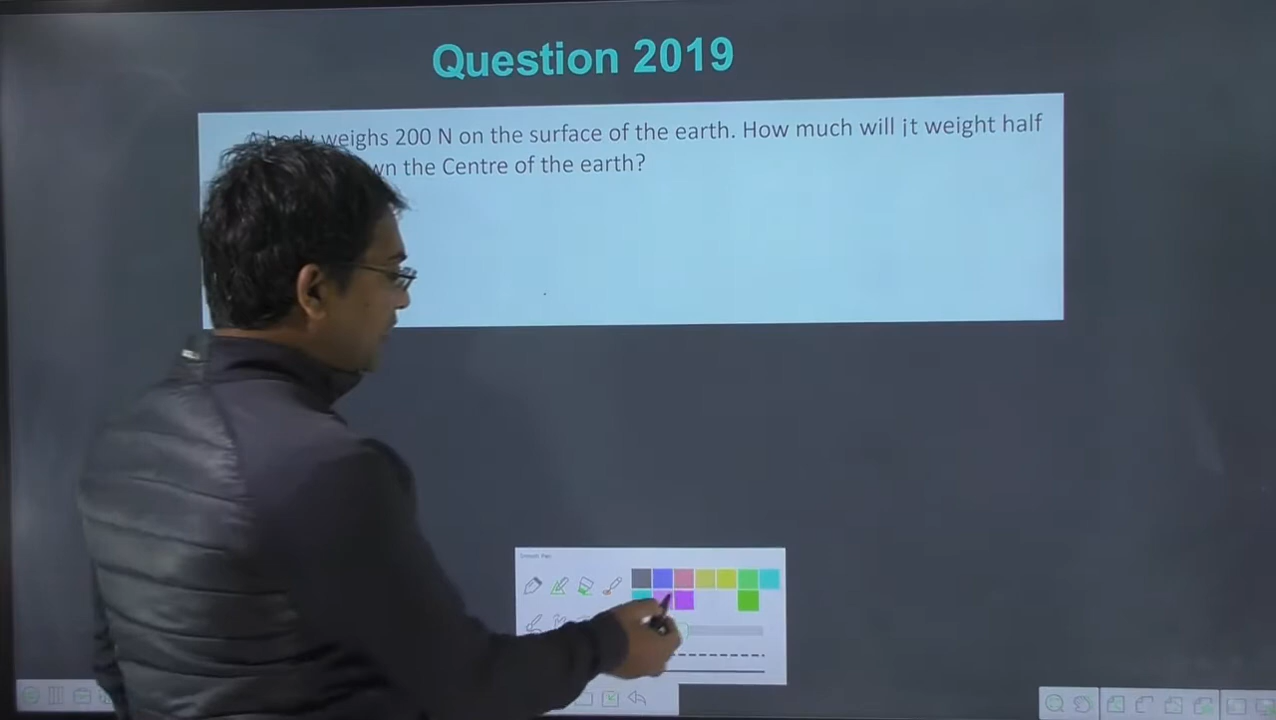 Question 2019
body weighs 200 N on the surface of the earth. How much will it weight half
the Centre of the earth?